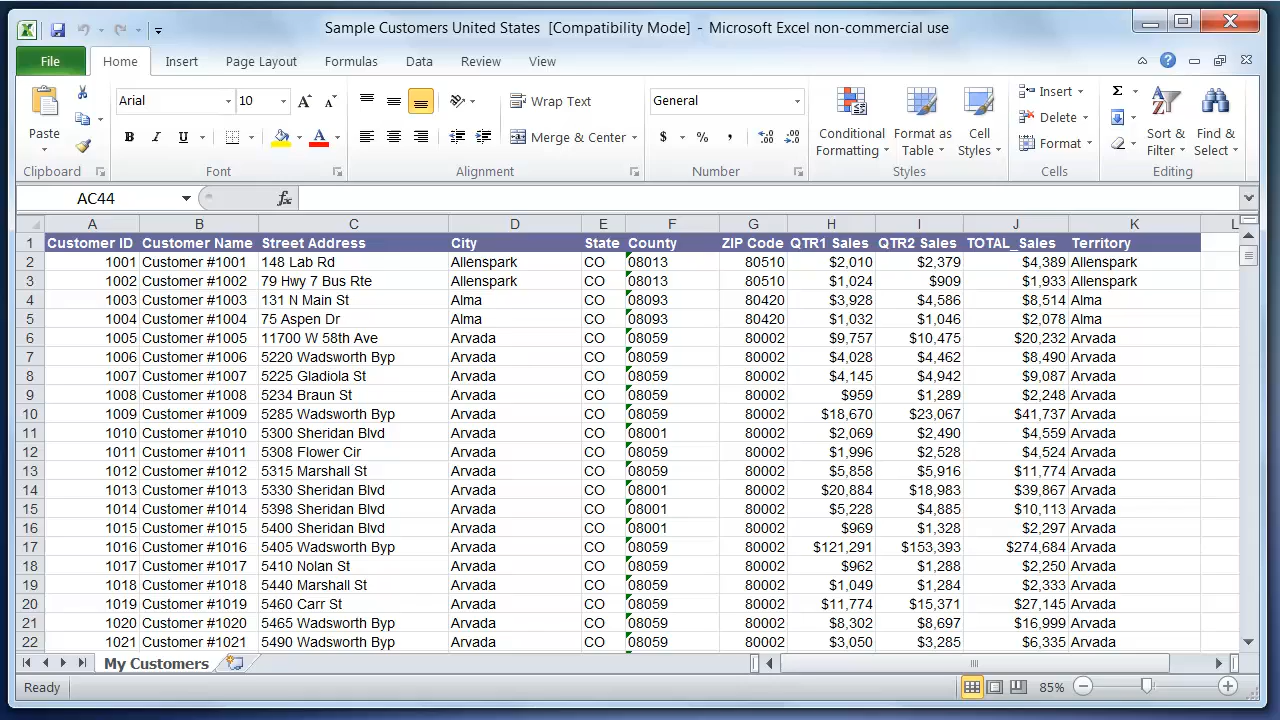 Sample Customers United States [Compatibility Mode] - Microsoft Excel non-commercial use
File Home Insert Page Layout Formulas Data Review View
Arial 10 Wrap Text General Insert
Paste Conditional Formatting Format as Table Cell Styles Delete Sort & Filter Find & Select
B I U A Merge & Center $ % , Format
Clipboard Font Alignment Number Styles Cells Editing
AC44 fx
A B C D E F G H I J K L
1 Customer ID Customer Name Street Address City State County ZIP Code QTR1 Sales QTR2 Sales TOTAL_Sales Territory
2 1001 Customer #1001 148 Lab Rd Allenspark CO 08013 80510 $2,010 $2,379 $4,389 Allenspark
3 1002 Customer #1002 79 Hwy 7 Bus Rte Allenspark CO 08013 80510 $1,024 $909 $1,933 Allenspark
4 1003 Customer #1003 131 N Main St Alma CO 08093 80420 $3,928 $4,586 $8,514 Alma
5 1004 Customer #1004 75 Aspen Dr Alma CO 08093 80420 $1,032 $1,046 $2,078 Alma
6 1005 Customer #1005 11700 W 58th Ave Arvada CO 08059 80002 $9,757 $10,475 $20,232 Arvada
7 1006 Customer #1006 5220 Wadsworth Byp Arvada CO 08059 80002 $4,028 $4,462 $8,490 Arvada
8 1007 Customer #1007 5225 Gladiola St Arvada CO 08059 80002 $4,145 $4,942 $9,087 Arvada
9 1008 Customer #1008 5234 Braun St Arvada CO 08059 80002 $959 $1,289 $2,248 Arvada
10 1009 Customer #1009 5285 Wadsworth Byp Arvada CO 08059 80002 $18,670 $23,067 $41,737 Arvada
11 1010 Customer #1010 5300 Sheridan Blvd Arvada CO 08001 80002 $2,069 $2,490 $4,559 Arvada
12 1011 Customer #1011 5308 Flower Cir Arvada CO 08059 80002 $1,996 $2,528 $4,524 Arvada
13 1012 Customer #1012 5315 Marshall St Arvada CO 08059 80002 $5,858 $5,916 $11,774 Arvada
14 1013 Customer #1013 5330 Sheridan Blvd Arvada CO 08001 80002 $20,884 $18,983 $39,867 Arvada
15 1014 Customer #1014 5398 Sheridan Blvd Arvada CO 08001 80002 $5,228 $4,885 $10,113 Arvada
16 1015 Customer #1015 5400 Sheridan Blvd Arvada CO 08001 80002 $969 $1,328 $2,297 Arvada
17 1016 Customer #1016 5405 Wadsworth Byp Arvada CO 08059 80002 $121,291 $153,393 $274,684 Arvada
18 1017 Customer #1017 5410 Nolan St Arvada CO 08059 80002 $962 $1,288 $2,250 Arvada
19 1018 Customer #1018 5440 Marshall St Arvada CO 08059 80002 $1,049 $1,284 $2,333 Arvada
20 1019 Customer #1019 5460 Carr St Arvada CO 08059 80002 $11,774 $15,371 $27,145 Arvada
21 1020 Customer #1020 5465 Wadsworth Byp Arvada CO 08059 80002 $8,302 $8,697 $16,999 Arvada
22 1021 Customer #1021 5490 Wadsworth Byp Arvada CO 08059 80002 $3,050 $3,285 $6,335 Arvada
My Customers
Ready 85%